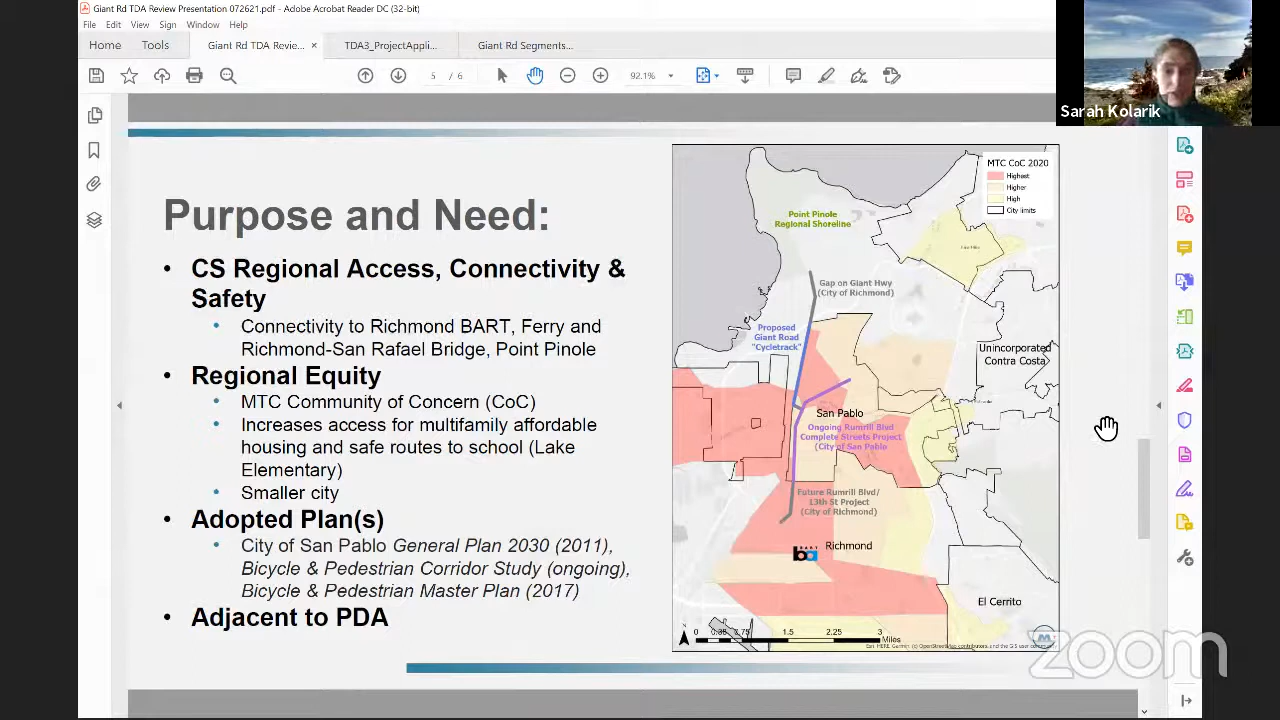 Giant Rd TDA Review Presentation 072621.pdf - Adobe Acrobat Reader DC (32-bit)
File Edit View Sign Window Help
Home Tools Giant Rd TDA Revie... × TDA3_ProjectAppli... Giant Rd Segments...
5 / 6 92.1%
Sarah Kolarik
Purpose and Need:
• CS Regional Access, Connectivity &
Safety
• Connectivity to Richmond BART, Ferry and
Richmond-San Rafael Bridge, Point Pinole
• Regional Equity
• MTC Community of Concern (CoC)
• Increases access for multifamily affordable
housing and safe routes to school (Lake
Elementary)
• Smaller city
• Adopted Plan(s)
• City of San Pablo General Plan 2030 (2011),
Bicycle & Pedestrian Corridor Study (ongoing),
Bicycle & Pedestrian Master Plan (2017)
• Adjacent to PDA
MTC CoC 2020
Highest
Higher
High
City limits
Point Pinole
Regional Shoreline
Gap on Giant Hwy
(City of Richmond)
Proposed
Giant Road
"Cycletrack"
Unincorporated
Contra Costa
San Pablo
Ongoing Rumrill Blvd
Complete Streets Project
(City of San Pablo
Future Rumrill Blvd/
13th St Project
(City of Richmond)
ba
Richmond
El Cerrito
N
0 0.38 0.75 1.5 2.25 3
Miles
zoom